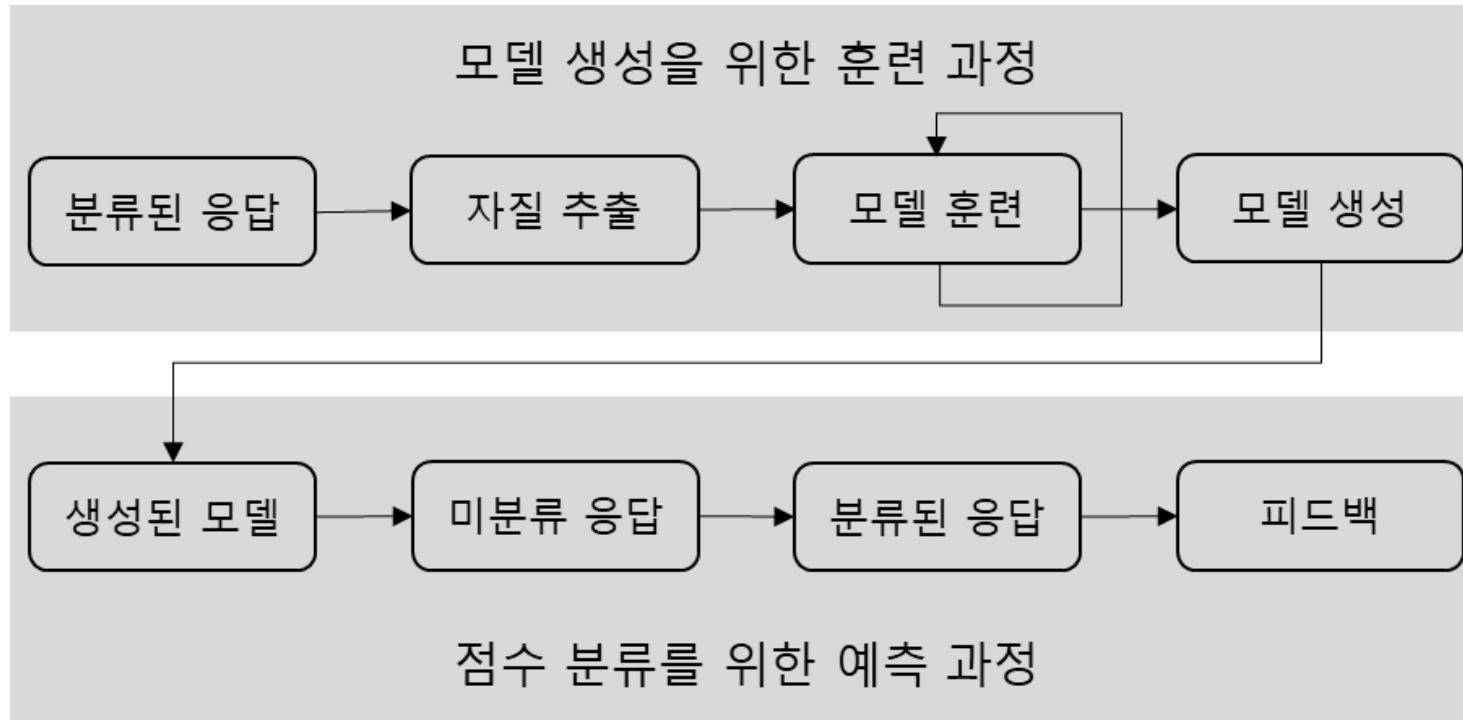 모델 생성을 위한 훈련 과정
분류된 응답
자질 추출
모델 훈련
모델 생성
생성된 모델
미분류 응답
분류된 응답
피드백
점수 분류를 위한 예측 과정